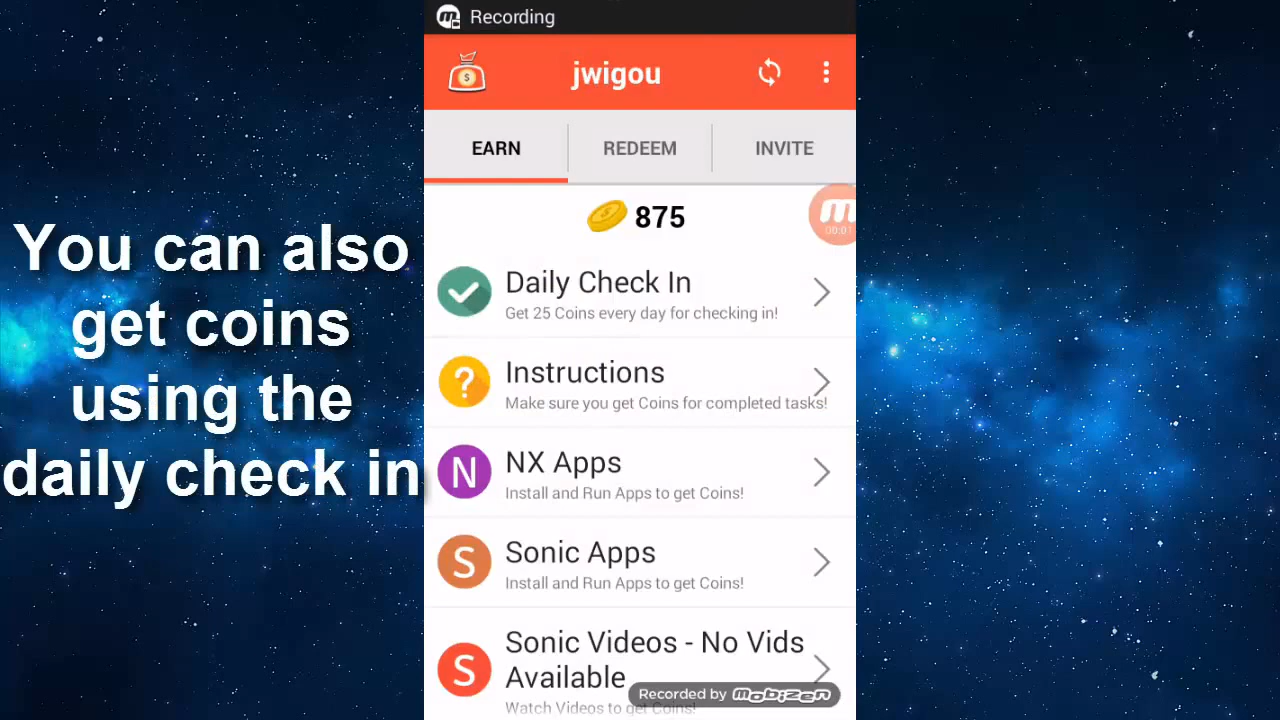 Recording
jwigou
EARN
REDEEM
INVITE
875
00:01
You can also
get coins
using the
daily check in
Daily Check In
Get 25 Coins every day for checking in!
?
Instructions
Make sure you get Coins for completed tasks!
N
NX Apps
Install and Run Apps to get Coins!
S
Sonic Apps
Install and Run Apps to get Coins!
S
Sonic Videos - No Vids
Available
Watch Videos to get Coins!
Recorded by mobizen